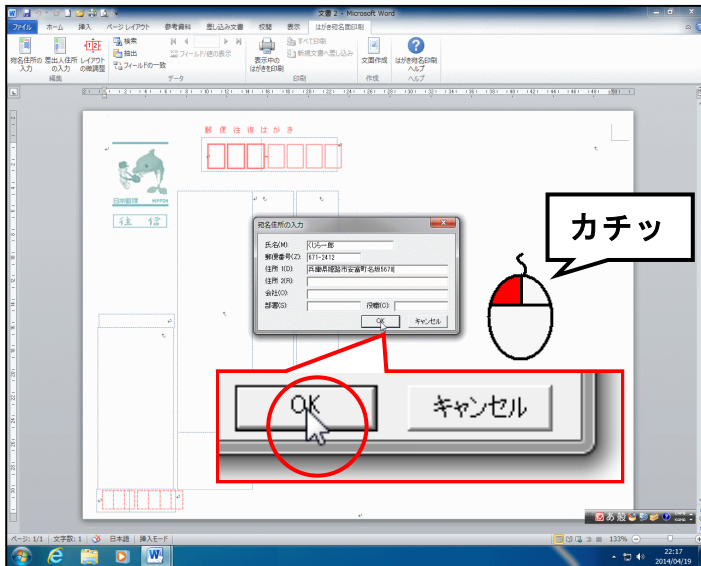 文書 2 - Microsoft Word
ファイル ホーム 挿入 ページ レイアウト 参考資料 差し込み文書 校閲 表示 はがき宛名面印刷
宛名住所の入力 差出人住所の入力 レイアウトの微調整
検索
抽出
フィールドの一致
フィールド値の表示
表示中のはがきを印刷
すべて印刷
新規文書へ差し込み
文面作成
はがき宛名印刷ヘルプ
編集 データ 印刷 作成 ヘルプ
郵便往復はがき
日本郵便 NIPPON
往信
宛名住所の入力
氏名(M): くじら一郎
郵便番号(Z): 671-2412
住所 1(D): 兵庫県姫路市安富町名坂5678
住所 2(R):
会社(O):
部署(S): 役職(G):
OK キャンセル
カチッ
OK キャンセル
あ 般
ページ: 1/1 文字数: 1 日本語 挿入モード 133%
22:17
2014/04/19